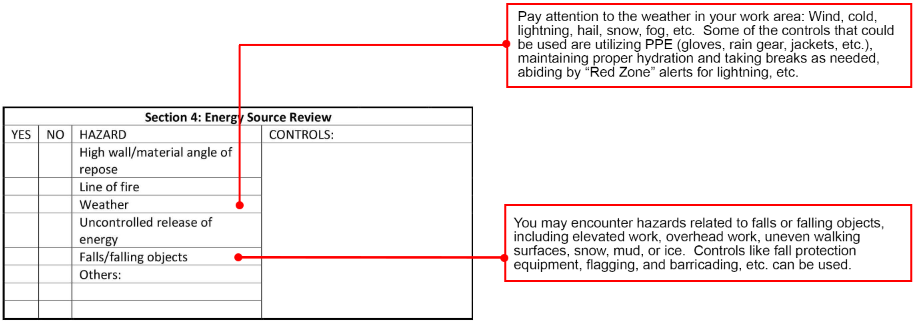 Pay attention to the weather in your work area: Wind, cold,
lightning, hail, snow, fog, etc. Some of the controls that could
be used are utilizing PPE (gloves, rain gear, jackets, etc.),
maintaining proper hydration and taking breaks as needed,
abiding by “Red Zone” alerts for lightning, etc.
Section 4: Energy Source Review
YES NO HAZARD CONTROLS:
High wall/material angle of
repose
Line of fire
Weather
Uncontrolled release of
energy
Falls/falling objects
Others:
You may encounter hazards related to falls or falling objects,
including elevated work, overhead work, uneven walking
surfaces, snow, mud, or ice. Controls like fall protection
equipment, flagging, and barricading, etc. can be used.